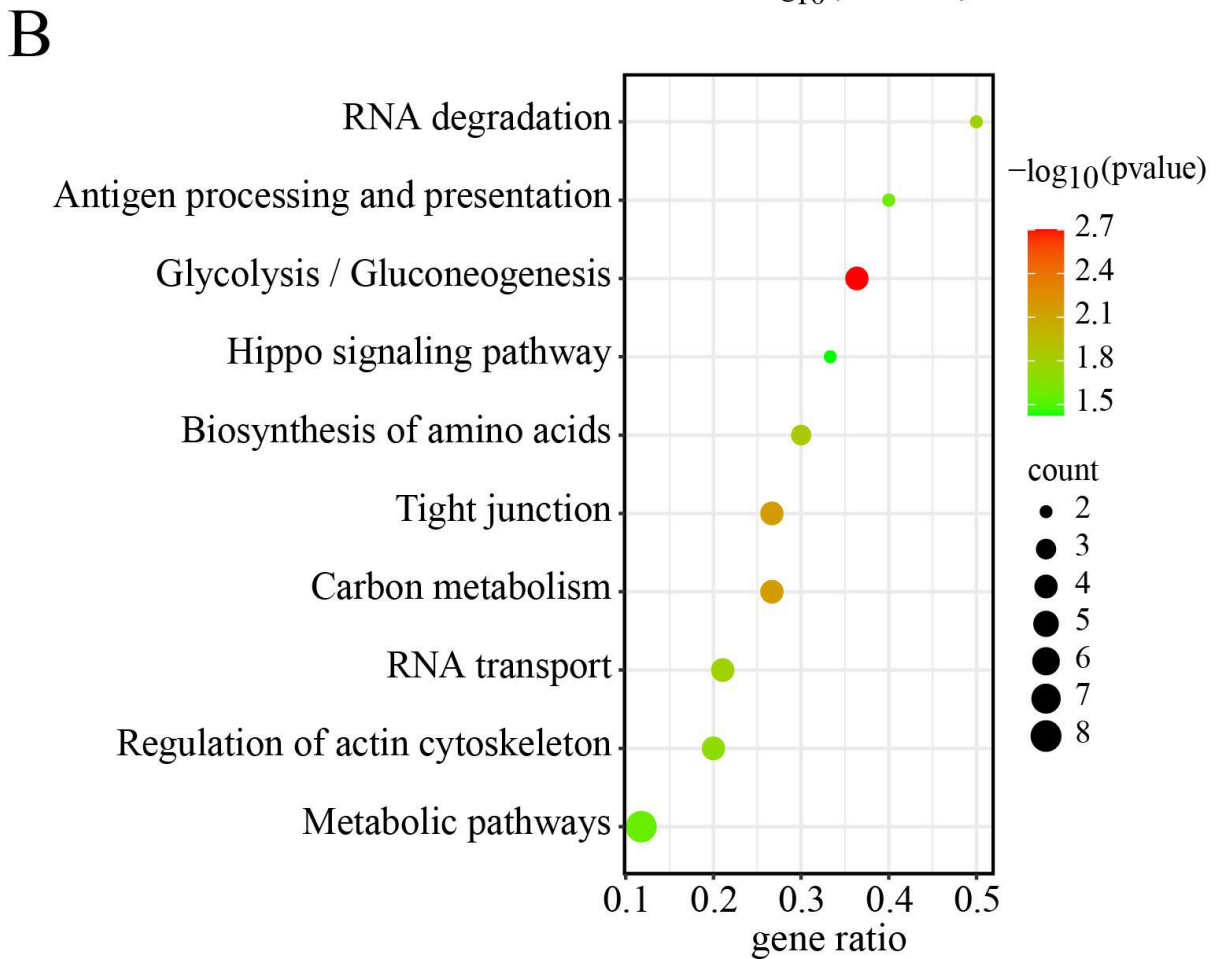 B
RNA degradation
Antigen processing and presentation
Glycolysis / Gluconeogenesis
Hippo signaling pathway
Biosynthesis of amino acids
Tight junction
Carbon metabolism
RNA transport
Regulation of actin cytoskeleton
Metabolic pathways
0.1 0.2 0.3 0.4 0.5
gene ratio
−log10(pvalue)
2.7
2.4
2.1
1.8
1.5
count
2
3
4
5
6
7
8